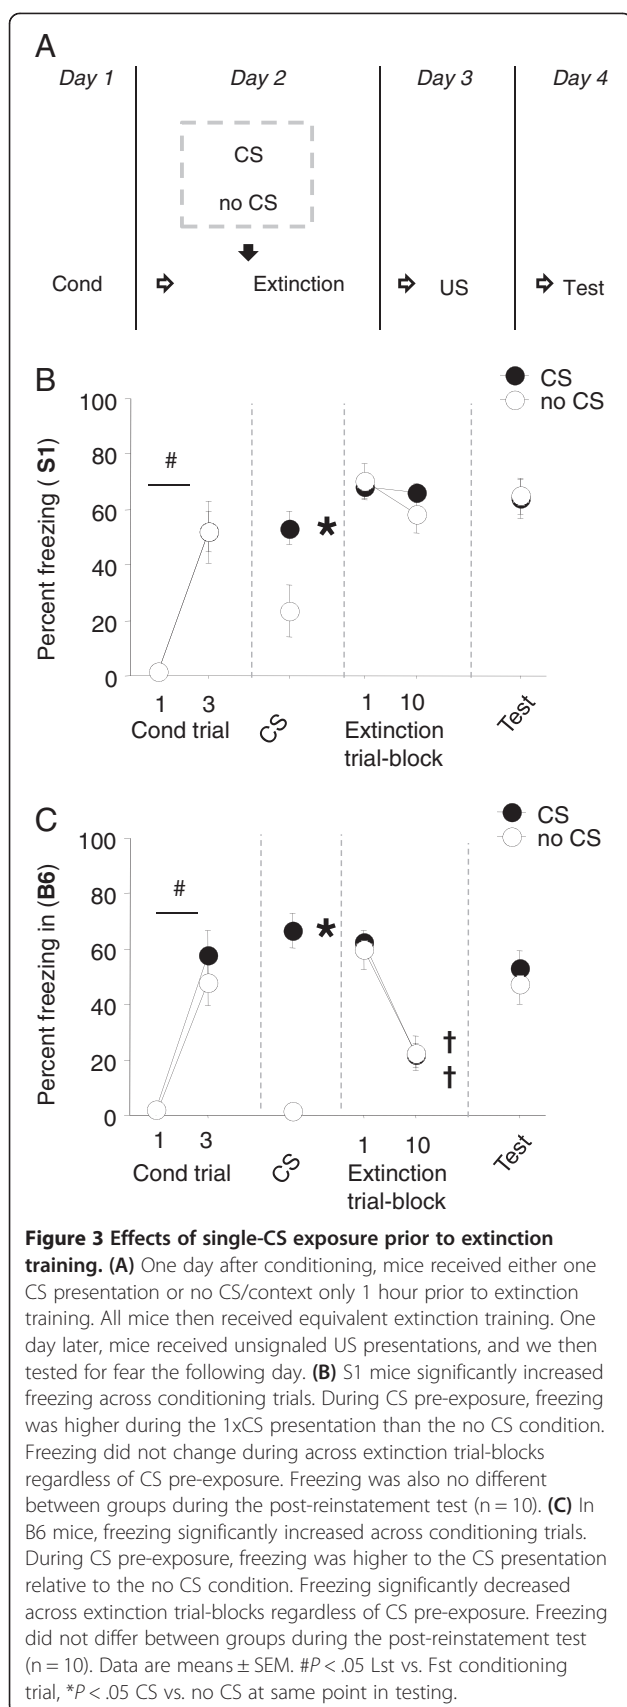 A
Day 1 Day 2 Day 3 Day 4
CS
no CS
Cond Extinction US Test
B
CS
no CS
Percent freezing ( S1)
100
80
60
40
20
0
#
*
1 3 1 10
Cond trial
CS
Extinction
trial-block
Test
C
CS
no CS
Percent freezing in (B6)
100
80
60
40
20
0
#
*
†
†
1 3 1 10
Cond trial
CS
Extinction
trial-block
Test
Figure 3 Effects of single-CS exposure prior to extinction
training. (A) One day after conditioning, mice received either one
CS presentation or no CS/context only 1 hour prior to extinction
training. All mice then received equivalent extinction training. One
day later, mice received unsignaled US presentations, and we then
tested for fear the following day. (B) S1 mice significantly increased
freezing across conditioning trials. During CS pre-exposure, freezing
was higher during the 1xCS presentation than the no CS condition.
Freezing did not change during across extinction trial-blocks
regardless of CS pre-exposure. Freezing was also no different
between groups during the post-reinstatement test (n = 10). (C) In
B6 mice, freezing significantly increased across conditioning trials.
During CS pre-exposure, freezing was higher to the CS presentation
relative to the no CS condition. Freezing significantly decreased
across extinction trial-blocks regardless of CS pre-exposure. Freezing
did not differ between groups during the post-reinstatement test
(n = 10). Data are means ± SEM. #P < .05 Lst vs. Fst conditioning
trial, *P < .05 CS vs. no CS at same point in testing.